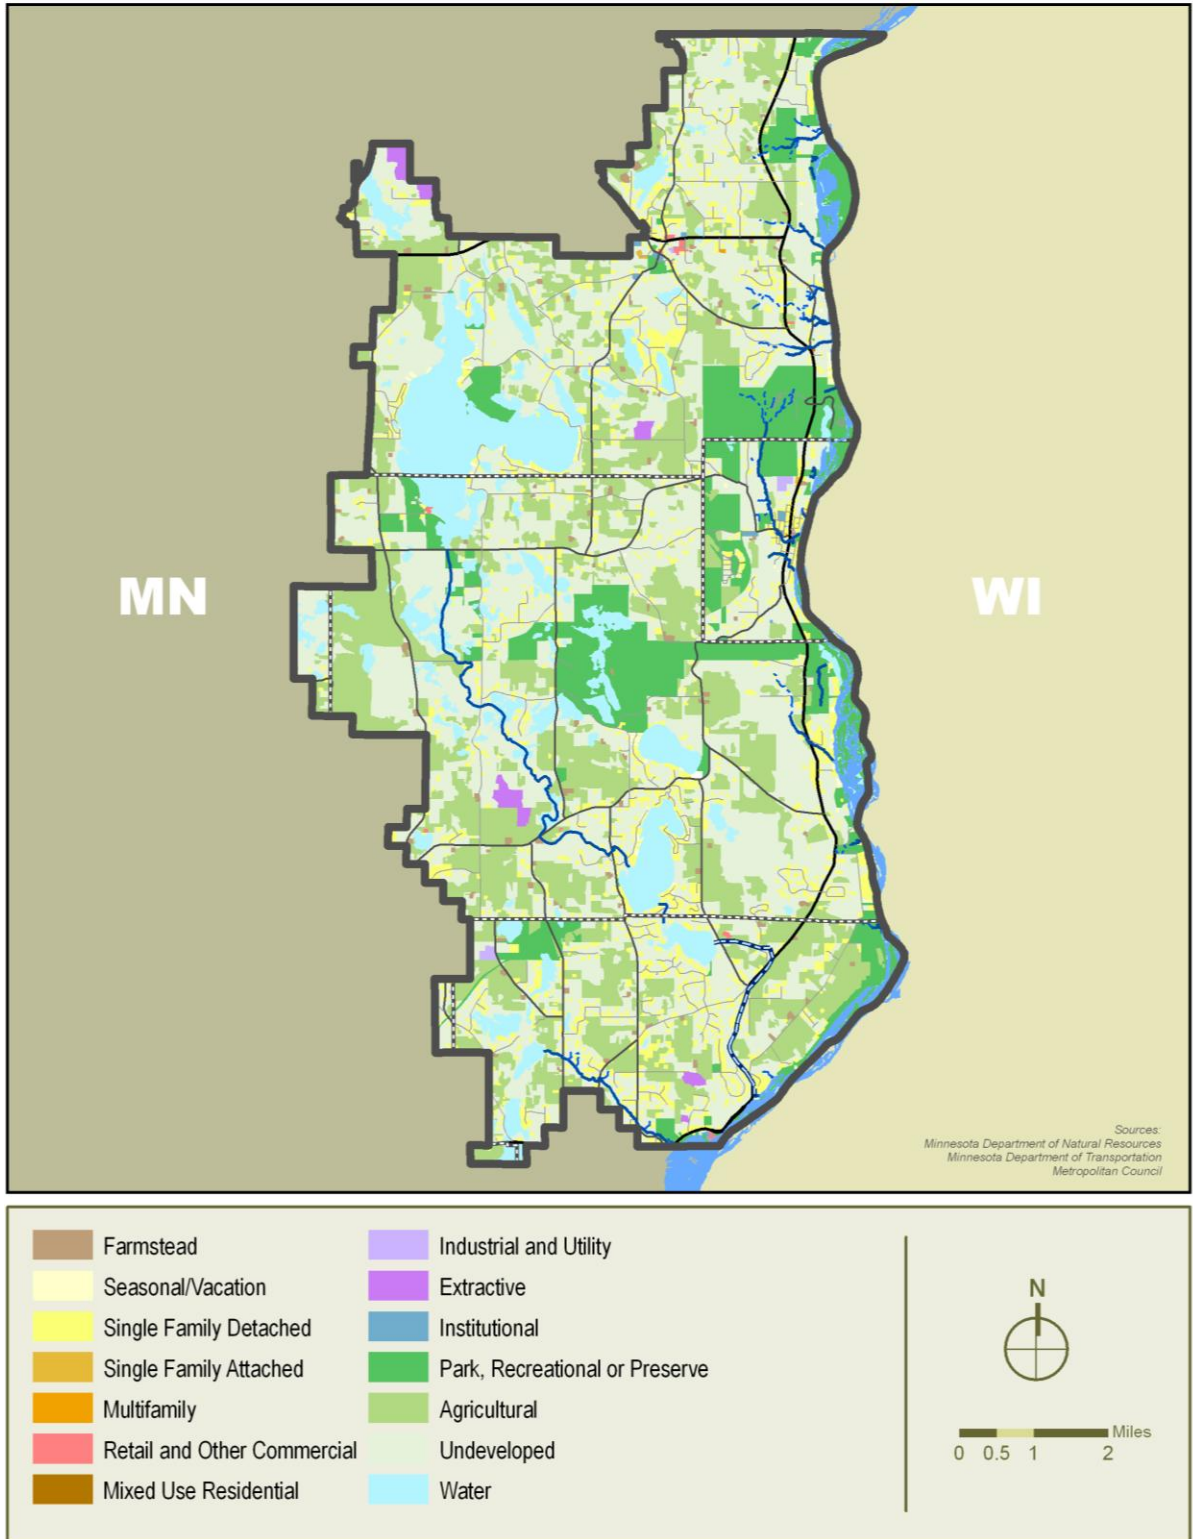 MN
WI
Sources:
Minnesota Department of Natural Resources
Minnesota Department of Transportation
Metropolitan Council
Farmstead
Seasonal/Vacation
Single Family Detached
Single Family Attached
Multifamily
Retail and Other Commercial
Mixed Use Residential
Industrial and Utility
Extractive
Institutional
Park, Recreational or Preserve
Agricultural
Undeveloped
Water
N
Miles
0 0.5 1 2